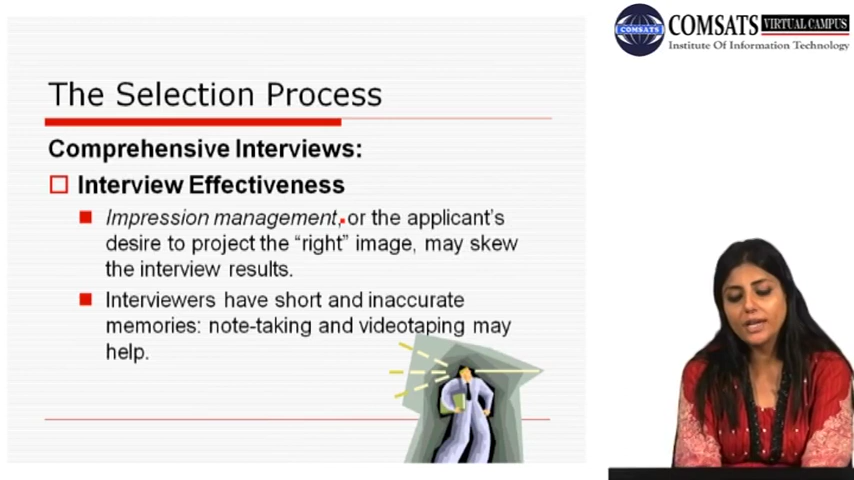 COMSATS VIRTUAL CAMPUS
Institute Of Information Technology
COMSATS
The Selection Process
Comprehensive Interviews:
Interview Effectiveness
Impression management, or the applicant's
desire to project the “right” image, may skew
the interview results.
Interviewers have short and inaccurate
memories: note-taking and videotaping may
help.